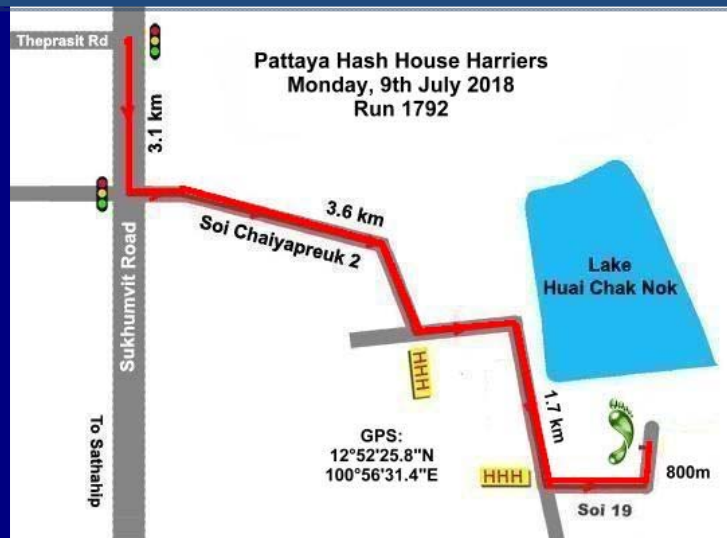 Theprasit Rd
Pattaya Hash House Harriers
Monday, 9th July 2018
Run 1792
3.1 km
3.6 km
Soi Chaiyapreuk 2
Sukhumvit Road
Lake
Huai Chak Nok
HHH
1.7 km
To Sathahip
GPS:
12°52'25.8"N
100°56'31.4"E
HHH
800m
Soi 19